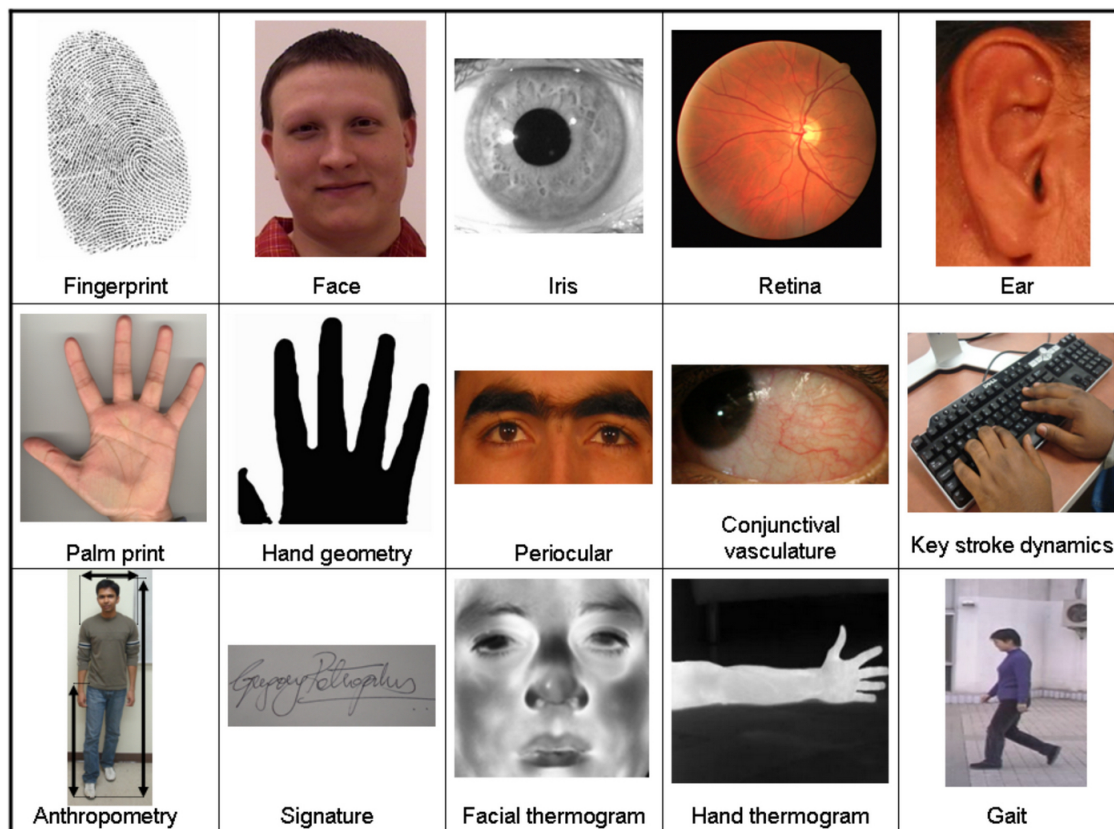 Fingerprint
Face
Iris
Retina
Ear
Palm print
Hand geometry
Periocular
Conjunctival
vasculature
Key stroke dynamics
Anthropometry
Signature
Facial thermogram
Hand thermogram
Gait